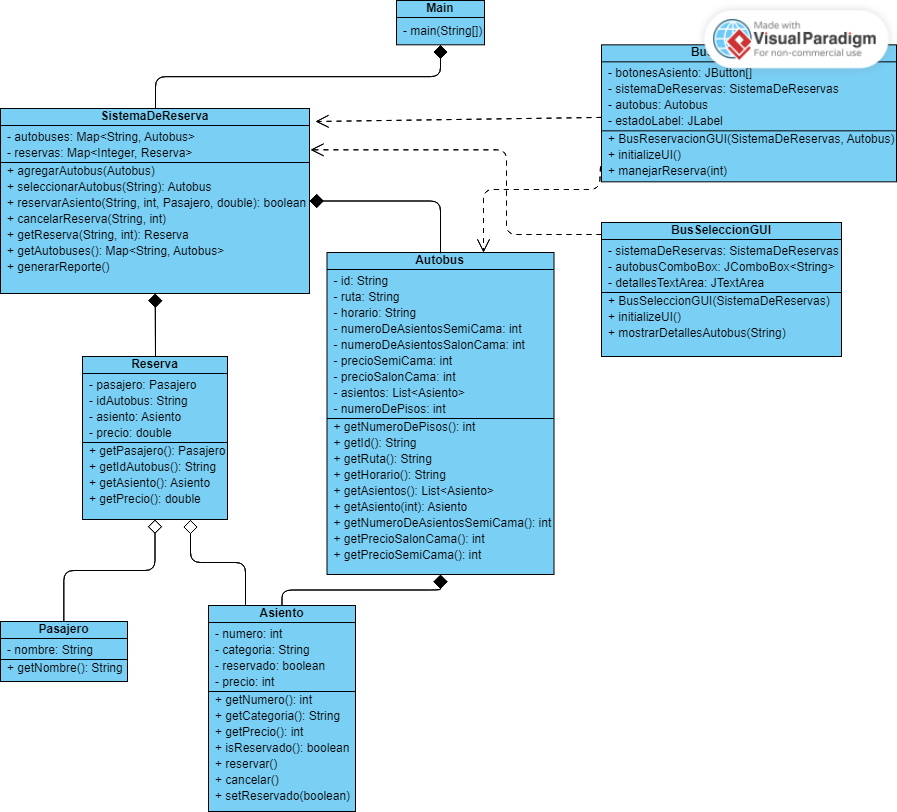 Main
- main(String[])
Made with
VisualParadigm
For non-commercial use
- botonesAsiento: JButton[]
- sistemaDeReservas: SistemaDeReservas
- autobus: Autobus
- estadoLabel: JLabel
+ BusReservacionGUI(SistemaDeReservas, Autobus)
+ initializeUI()
+ manejarReserva(int)
SistemaDeReserva
- autobuses: Map<String, Autobus>
- reservas: Map<Integer, Reserva>
+ agregarAutobus(Autobus)
+ seleccionarAutobus(String): Autobus
+ reservarAsiento(String, int, Pasajero, double): boolean
+ cancelarReserva(String, int)
+ getReserva(String, int): Reserva
+ getAutobuses(): Map<String, Autobus>
+ generarReporte()
BusSeleccionGUI
- sistemaDeReservas: SistemaDeReservas
- autobusComboBox: JComboBox<String>
- detallesTextArea: JTextArea
+ BusSeleccionGUI(SistemaDeReservas)
+ initializeUI()
+ mostrarDetallesAutobus(String)
Autobus
- id: String
- ruta: String
- horario: String
- numeroDeAsientosSemiCama: int
- numeroDeAsientosSalonCama: int
- precioSemiCama: int
- precioSalonCama: int
- asientos: List<Asiento>
- numeroDePisos: int
+ getNumeroDePisos(): int
+ getId(): String
+ getRuta(): String
+ getHorario(): String
+ getAsientos(): List<Asiento>
+ getAsiento(int): Asiento
+ getNumeroDeAsientosSemiCama(): int
+ getPrecioSalonCama(): int
+ getPrecioSemiCama(): int
Reserva
- pasajero: Pasajero
- idAutobus: String
- asiento: Asiento
- precio: double
+ getPasajero(): Pasajero
+ getIdAutobus(): String
+ getAsiento(): Asiento
+ getPrecio(): double
Pasajero
- nombre: String
+ getNombre(): String
Asiento
- numero: int
- categoria: String
- reservado: boolean
- precio: int
+ getNumero(): int
+ getCategoria(): String
+ getPrecio(): int
+ isReservado(): boolean
+ reservar()
+ cancelar()
+ setReservado(boolean)